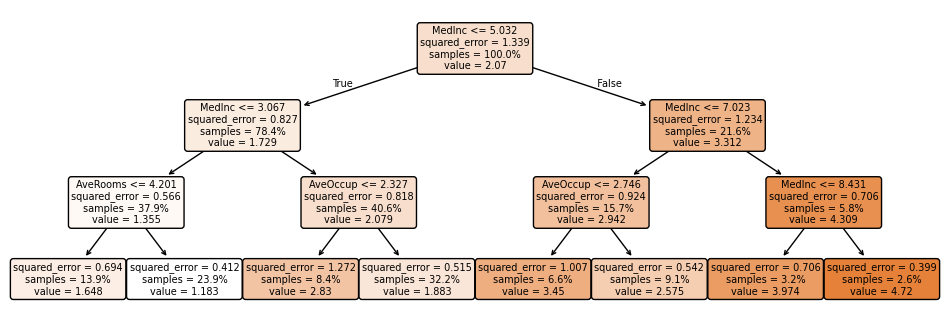 MedInc <= 5.032
squared_error = 1.339
samples = 100.0%
value = 2.07
True
False
MedInc <= 3.067
squared_error = 0.827
samples = 78.4%
value = 1.729
MedInc <= 7.023
squared_error = 1.234
samples = 21.6%
value = 3.312
AveRooms <= 4.201
squared_error = 0.566
samples = 37.9%
value = 1.355
AveOccup <= 2.327
squared_error = 0.818
samples = 40.6%
value = 2.079
AveOccup <= 2.746
squared_error = 0.924
samples = 15.7%
value = 2.942
MedInc <= 8.431
squared_error = 0.706
samples = 5.8%
value = 4.309
squared_error = 0.694
samples = 13.9%
value = 1.648
squared_error = 0.412
samples = 23.9%
value = 1.183
squared_error = 1.272
samples = 8.4%
value = 2.83
squared_error = 0.515
samples = 32.2%
value = 1.883
squared_error = 1.007
samples = 6.6%
value = 3.45
squared_error = 0.542
samples = 9.1%
value = 2.575
squared_error = 0.706
samples = 3.2%
value = 3.974
squared_error = 0.399
samples = 2.6%
value = 4.72